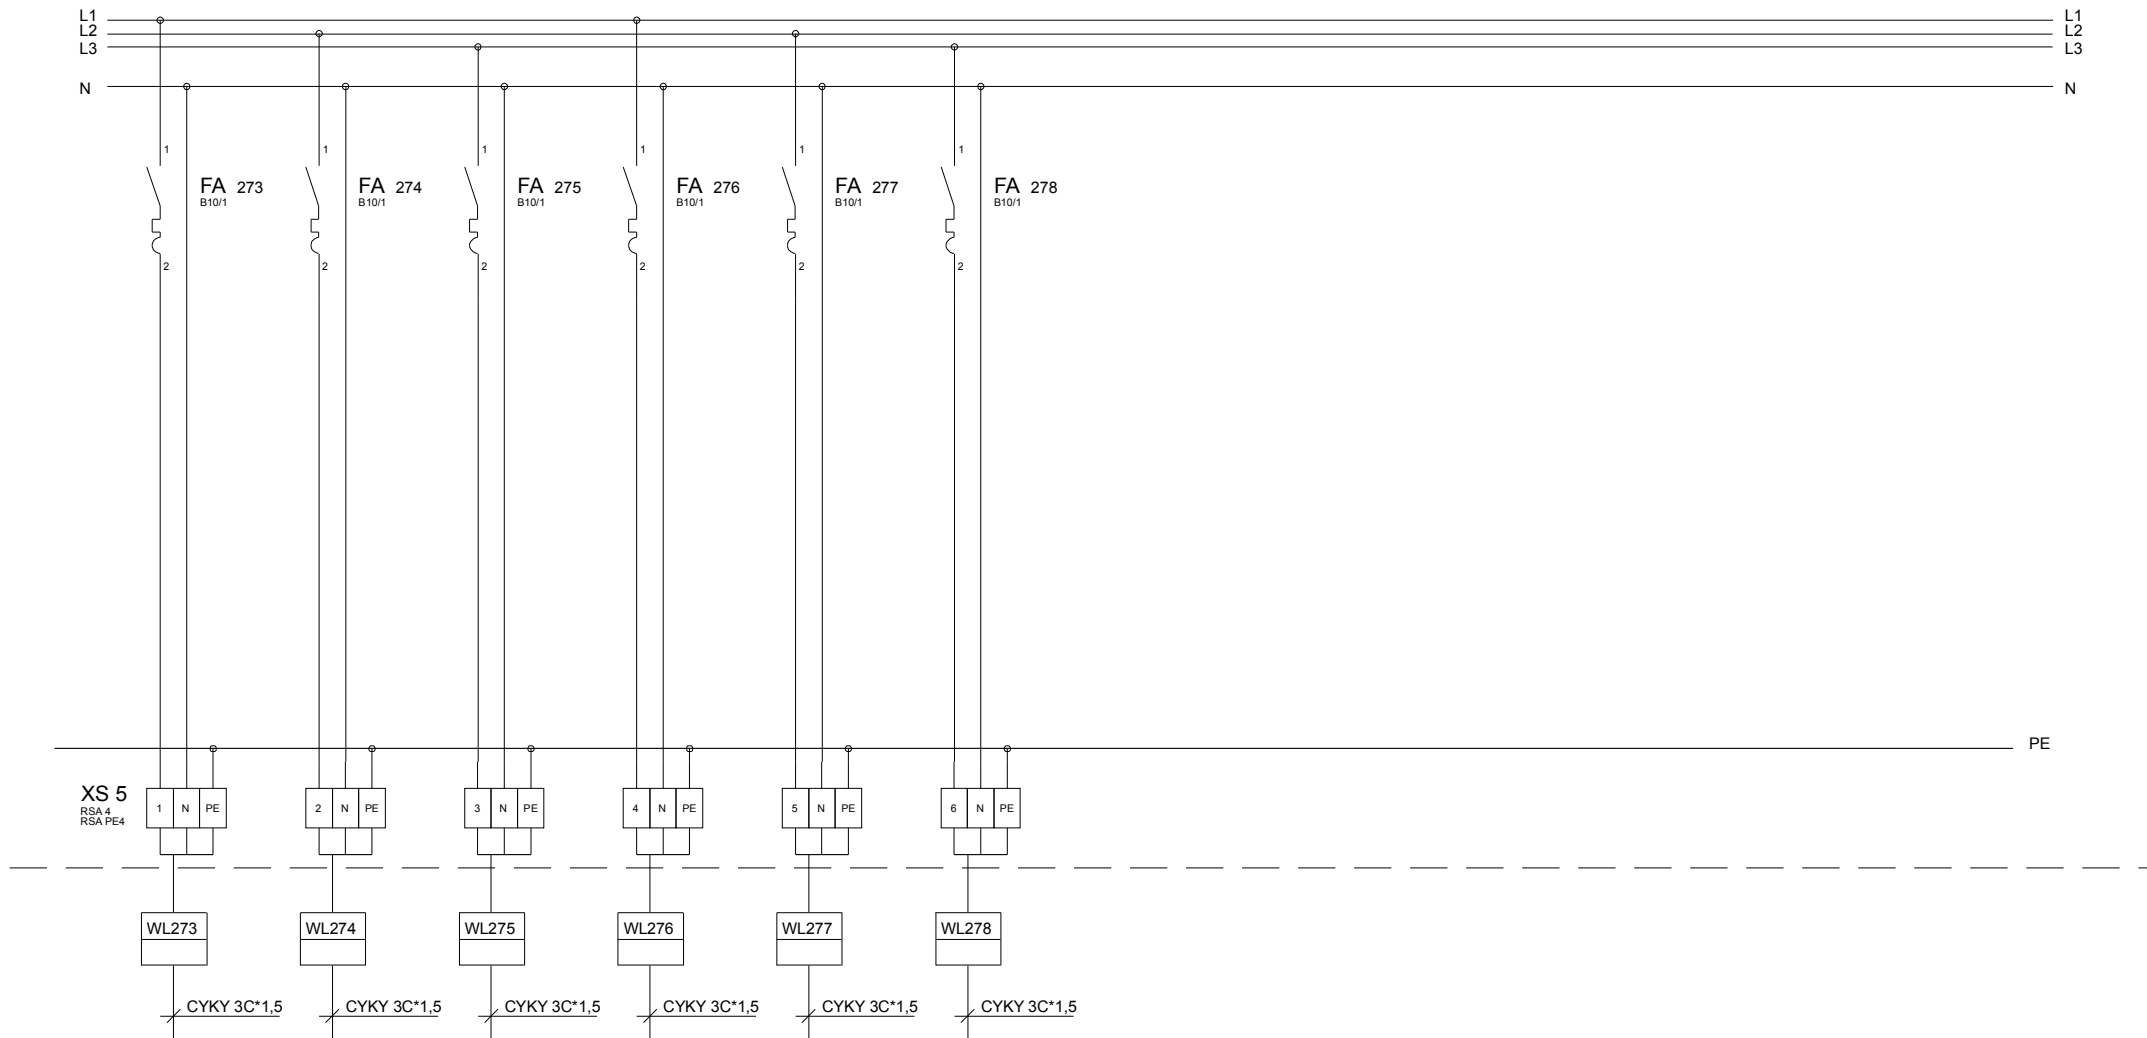 L1 L1
L2 L2
L3 L3
N N
1 1 1 1 1 1
FA 273 FA 274 FA 275 FA 276 FA 277 FA 278
B10/1 B10/1 B10/1 B10/1 B10/1 B10/1
2 2 2 2 2 2
PE
XS 5
RSA 4
RSA PE4
1 N PE 2 N PE 3 N PE 4 N PE 5 N PE 6 N PE
WL273 WL274 WL275 WL276 WL277 WL278
CYKY 3C*1,5 CYKY 3C*1,5 CYKY 3C*1,5 CYKY 3C*1,5 CYKY 3C*1,5 CYKY 3C*1,5